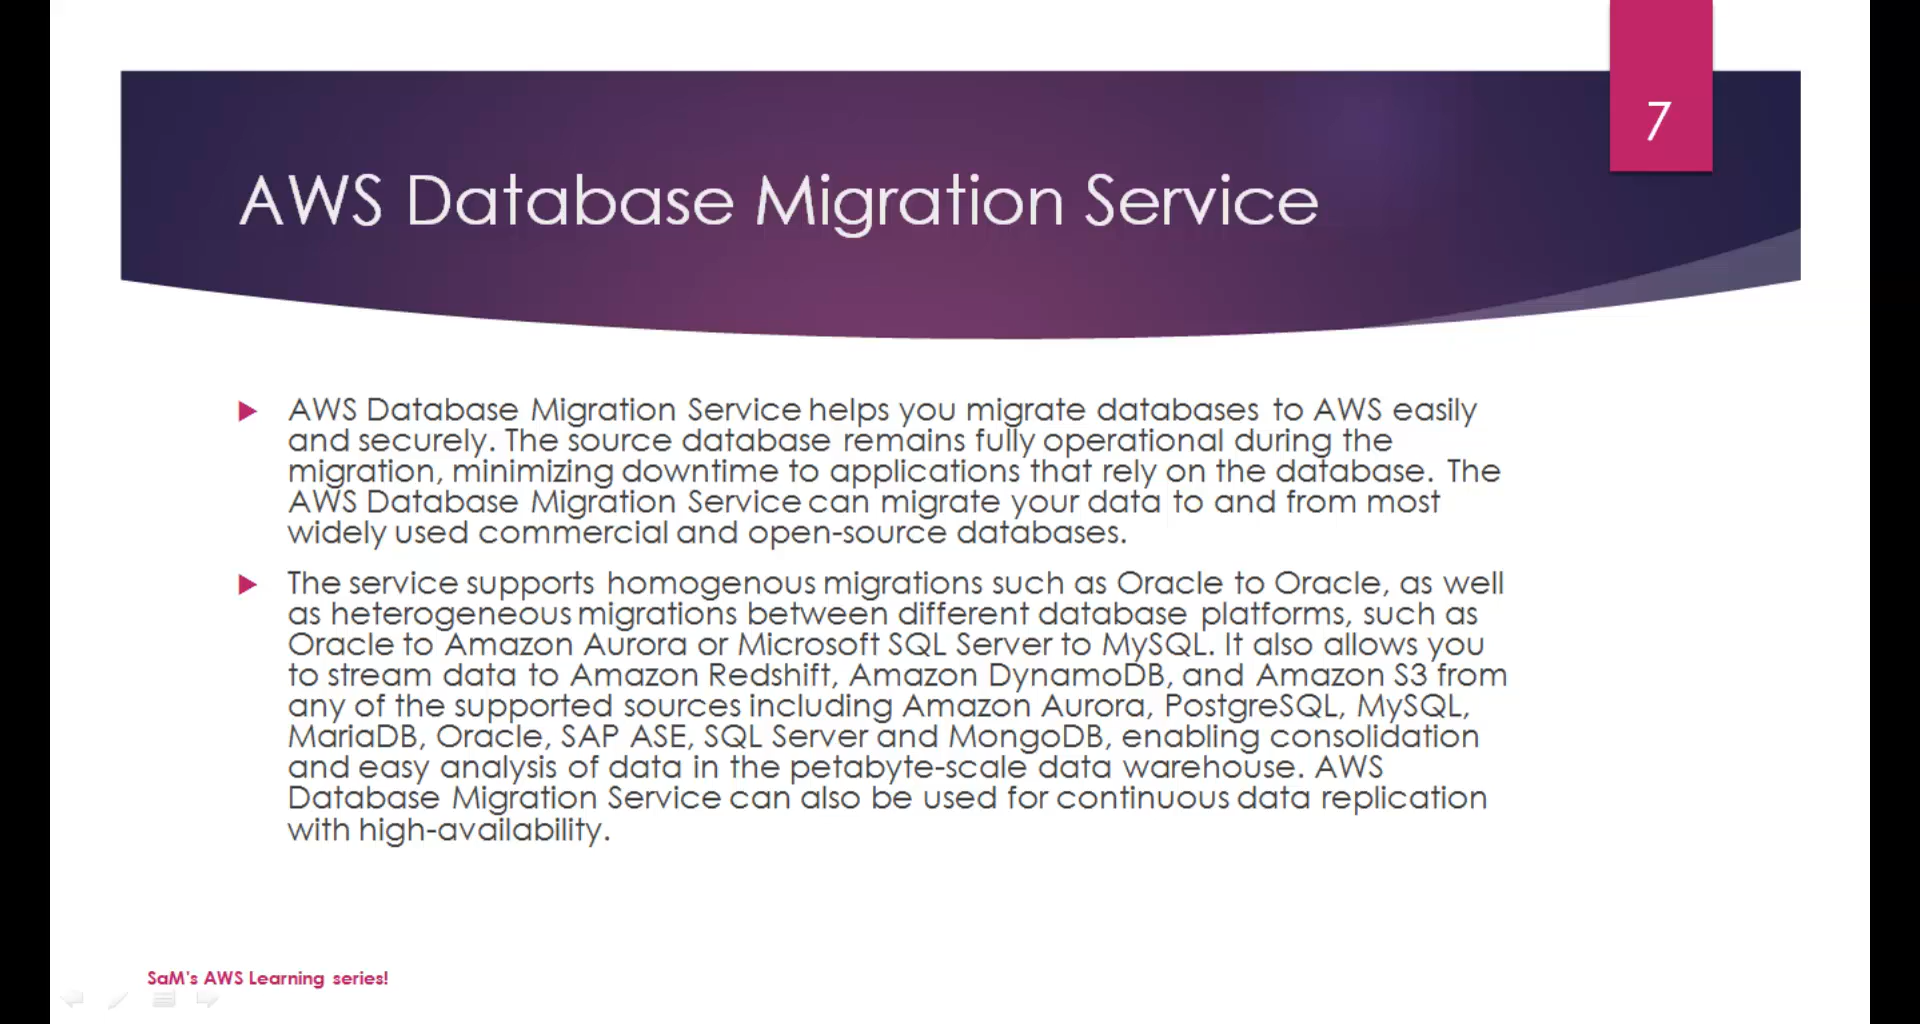 7
AWS Database Migration Service
AWS Database Migration Service helps you migrate databases to AWS easily
and securely. The source database remains fully operational during the
migration, minimizing downtime to applications that rely on the database. The
AWS Database Migration Service can migrate your data to and from most
widely used commercial and open-source databases.
The service supports homogenous migrations such as Oracle to Oracle, as well
as heterogeneous migrations between different database platforms, such as
Oracle to Amazon Aurora or Microsoft SQL Server to MySQL. It also allows you
to stream data to Amazon Redshift, Amazon DynamoDB, and Amazon S3 from
any of the supported sources including Amazon Aurora, PostgreSQL, MySQL,
MariaDB, Oracle, SAP ASE, SQL Server and MongoDB, enabling consolidation
and easy analysis of data in the petabyte-scale data warehouse. AWS
Database Migration Service can also be used for continuous data replication
with high-availability.
SaM's AWS Learning series!